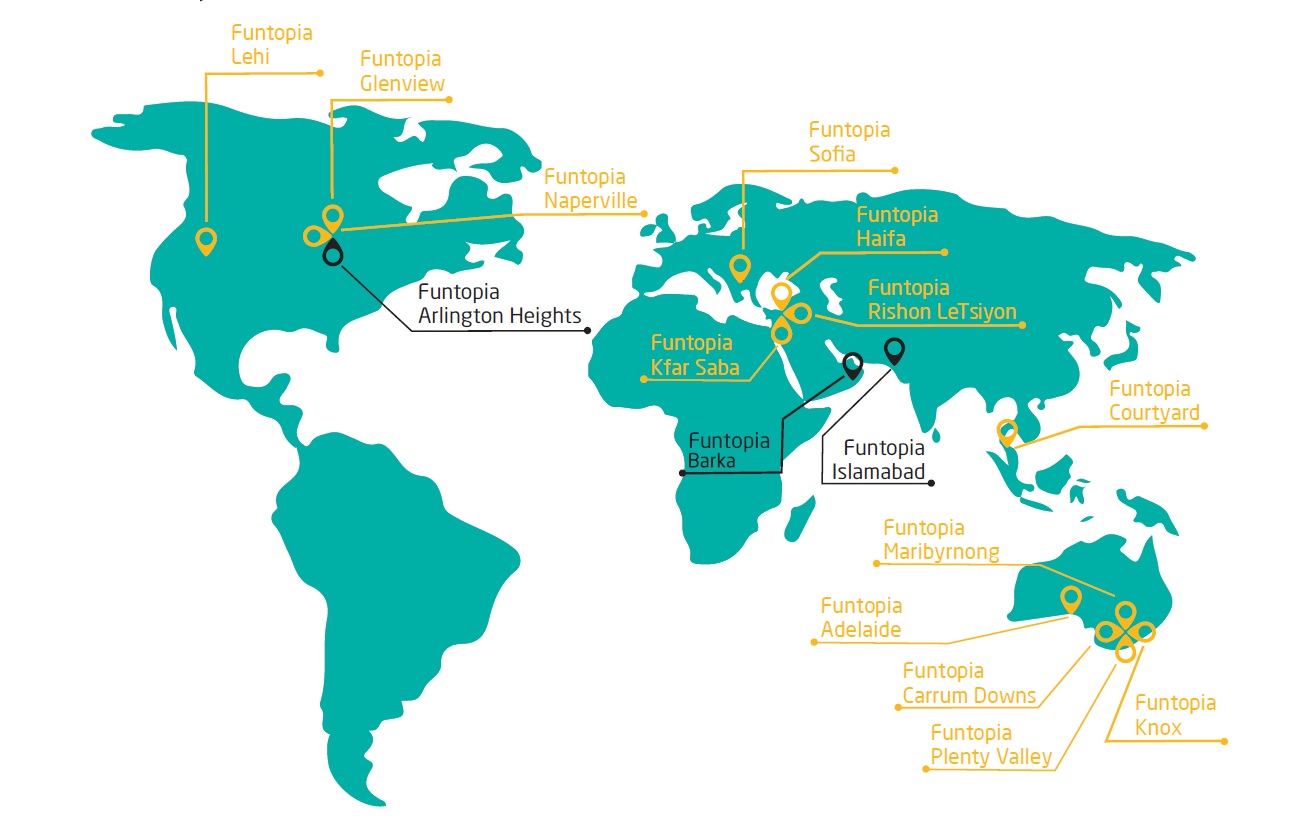 Funtopia
Lehi
Funtopia
Glenview
Funtopia
Sofia
Funtopia
Naperville
Funtopia
Haifa
Funtopia
Rishon LeTsiyon
Funtopia
Arlington Heights
Funtopia
Kfar Saba
Funtopia
Courtyard
Funtopia
Barka
Funtopia
Islamabad
Funtopia
Maribyrnong
Funtopia
Adelaide
Funtopia
Carrum Downs
Funtopia
Knox
Funtopia
Plenty Valley